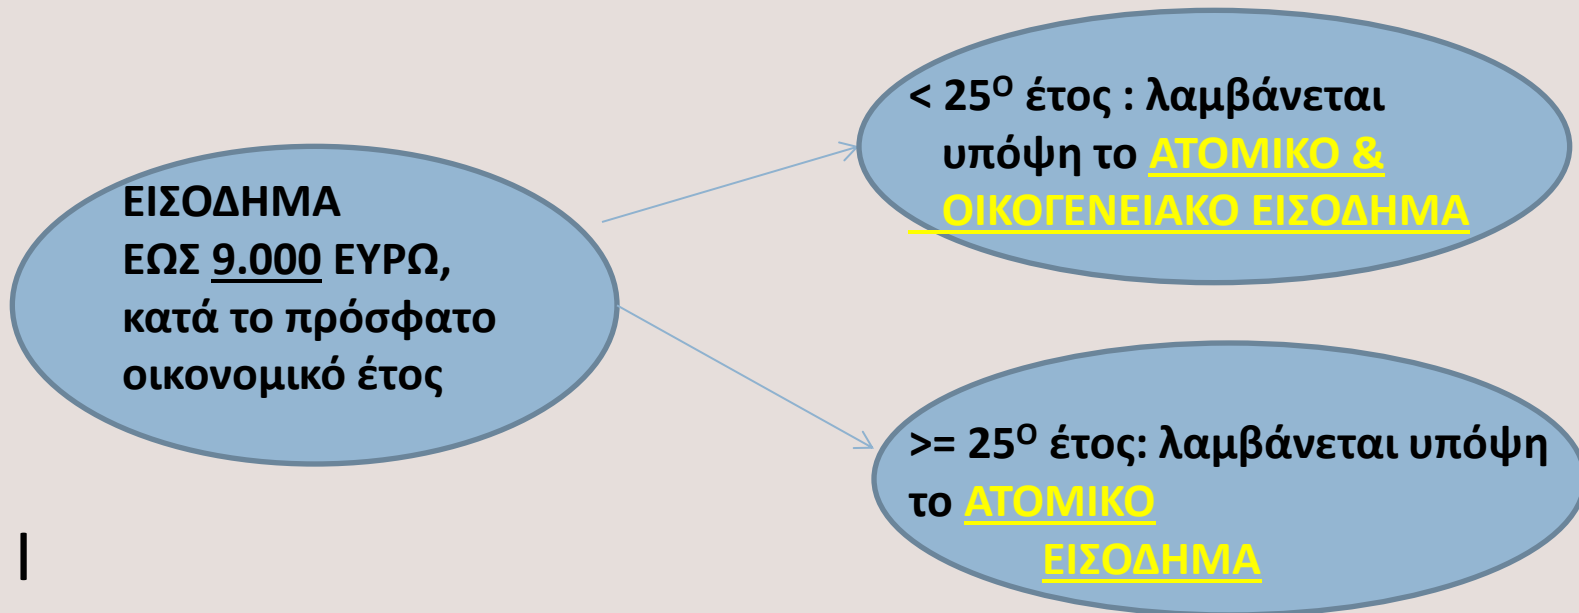 ΕΙΣΟΔΗΜΑ
ΕΩΣ 9.000 ΕΥΡΩ,
κατά το πρόσφατο
οικονομικό έτος
< 25Ο έτος : λαμβάνεται
υπόψη το ΑΤΟΜΙΚΟ &
ΟΙΚΟΓΕΝΕΙΑΚΟ ΕΙΣΟΔΗΜΑ
>= 25Ο έτος: λαμβάνεται υπόψη
το ΑΤΟΜΙΚΟ
ΕΙΣΟΔΗΜΑ
|